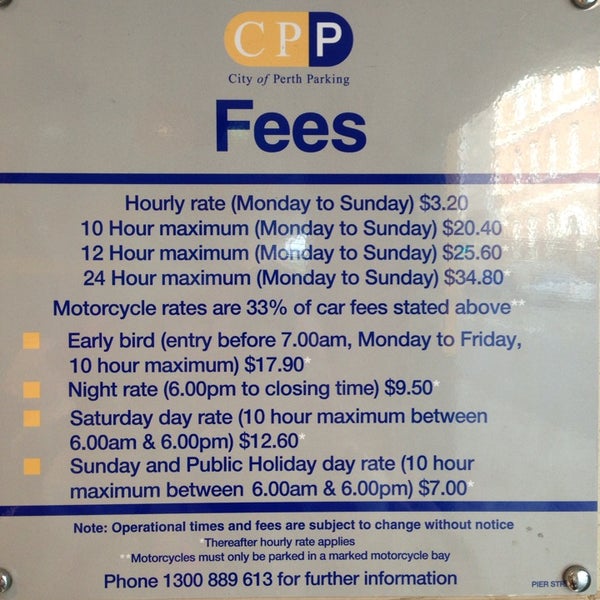 CPP
City of Perth Parking
Fees
Hourly rate (Monday to Sunday) $3.20
10 Hour maximum (Monday to Sunday) $20.40*
12 Hour maximum (Monday to Sunday) $25.60*
24 Hour maximum (Monday to Sunday) $34.80*
Motorcycle rates are 33% of car fees stated above**
Early bird (entry before 7.00am, Monday to Friday,
10 hour maximum) $17.90*
Night rate (6.00pm to closing time) $9.50*
Saturday day rate (10 hour maximum between
6.00am & 6.00pm) $12.60*
Sunday and Public Holiday day rate (10 hour
maximum between 6.00am & 6.00pm) $7.00*
Note: Operational times and fees are subject to change without notice
*Thereafter hourly rate applies
**Motorcycles must only be parked in a marked motorcycle bay
Phone 1300 889 613 for further information
PIER